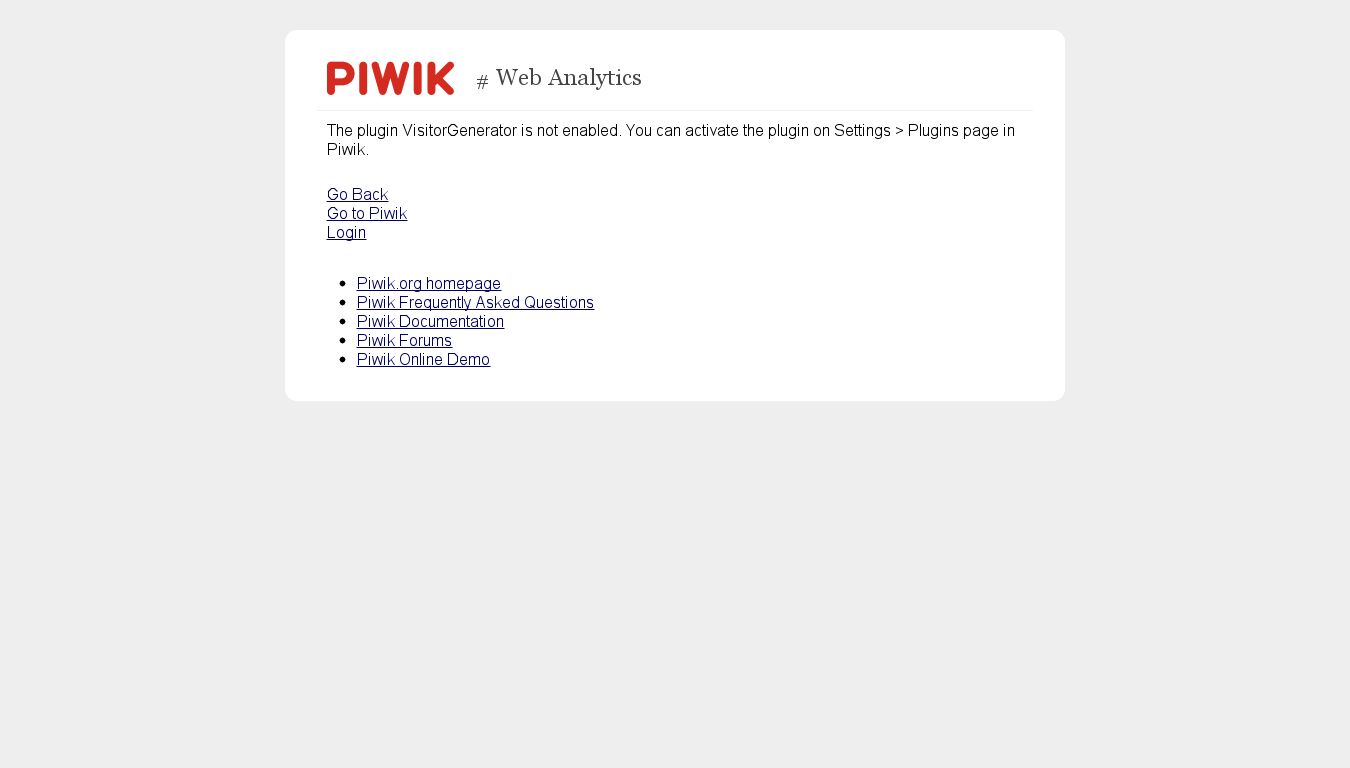 PIWIK # Web Analytics
The plugin VisitorGenerator is not enabled. You can activate the plugin on Settings > Plugins page in
Piwik.
Go Back
Go to Piwik
Login
Piwik.org homepage
Piwik Frequently Asked Questions
Piwik Documentation
Piwik Forums
Piwik Online Demo